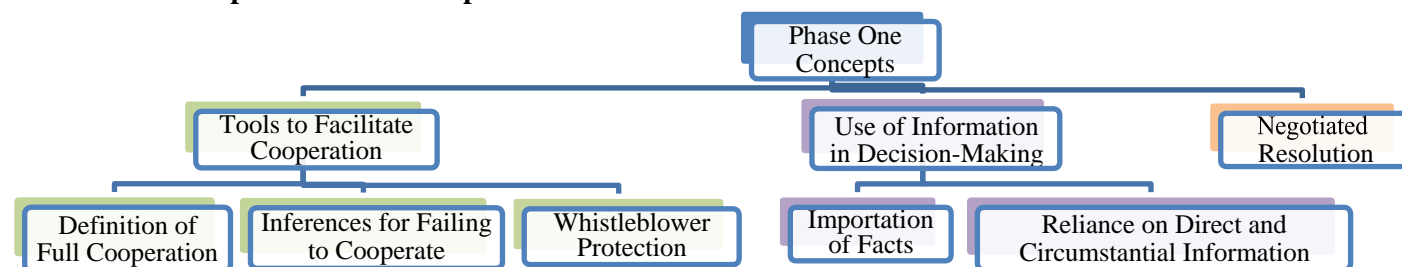 Phase One
Concepts
Tools to Facilitate
Cooperation
Use of Information
in Decision-Making
Negotiated
Resolution
Definition of
Full Cooperation
Inferences for Failing
to Cooperate
Whistleblower
Protection
Importation
of Facts
Reliance on Direct and
Circumstantial Information